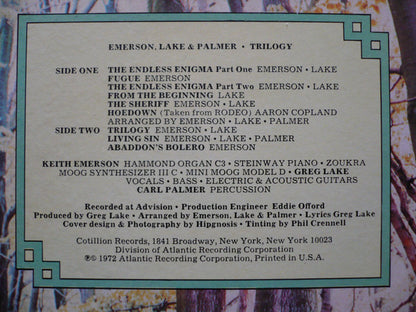 EMERSON, LAKE & PALMER • TRILOGY
SIDE ONE THE ENDLESS ENIGMA Part One EMERSON • LAKE
FUGUE EMERSON
THE ENDLESS ENIGMA Part Two EMERSON • LAKE
FROM THE BEGINNING LAKE
THE SHERIFF EMERSON • LAKE
HOEDOWN (Taken from RODEO) AARON COPLAND
ARRANGED BY EMERSON • LAKE • PALMER
SIDE TWO TRILOGY EMERSON • LAKE
LIVING SIN EMERSON • LAKE • PALMER
ABADDON'S BOLERO EMERSON
KEITH EMERSON HAMMOND ORGAN C3 • STEINWAY PIANO • ZOUKRA
MOOG SYNTHESIZER III C • MINI MOOG MODEL D • GREG LAKE
VOCALS • BASS • ELECTRIC & ACOUSTIC GUITARS
CARL PALMER PERCUSSION
Recorded at Advision • Production Engineer Eddie Offord
Produced by Greg Lake • Arranged by Emerson, Lake & Palmer • Lyrics Greg Lake
Cover design & Photography by Hipgnosis • Tinting by Phil Crennell
Cotillion Records, 1841 Broadway, New York, New York 10023
Division of Atlantic Recording Corporation
℗© 1972 Atlantic Recording Corporation, Printed in U.S.A.